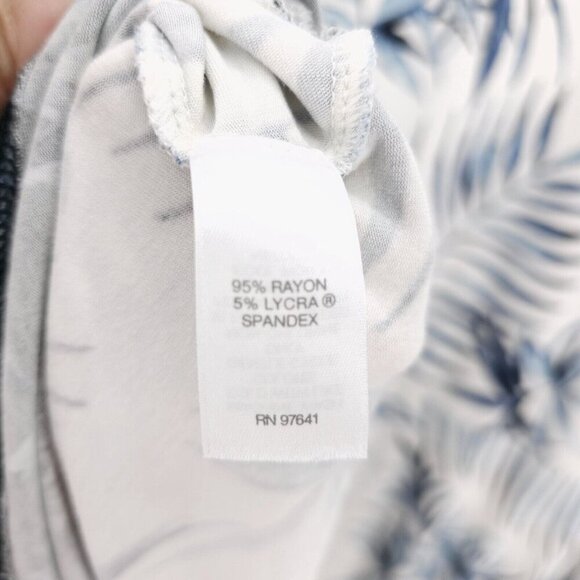 95% RAYON
5% LYCRA ®
SPANDEX
RN 97641